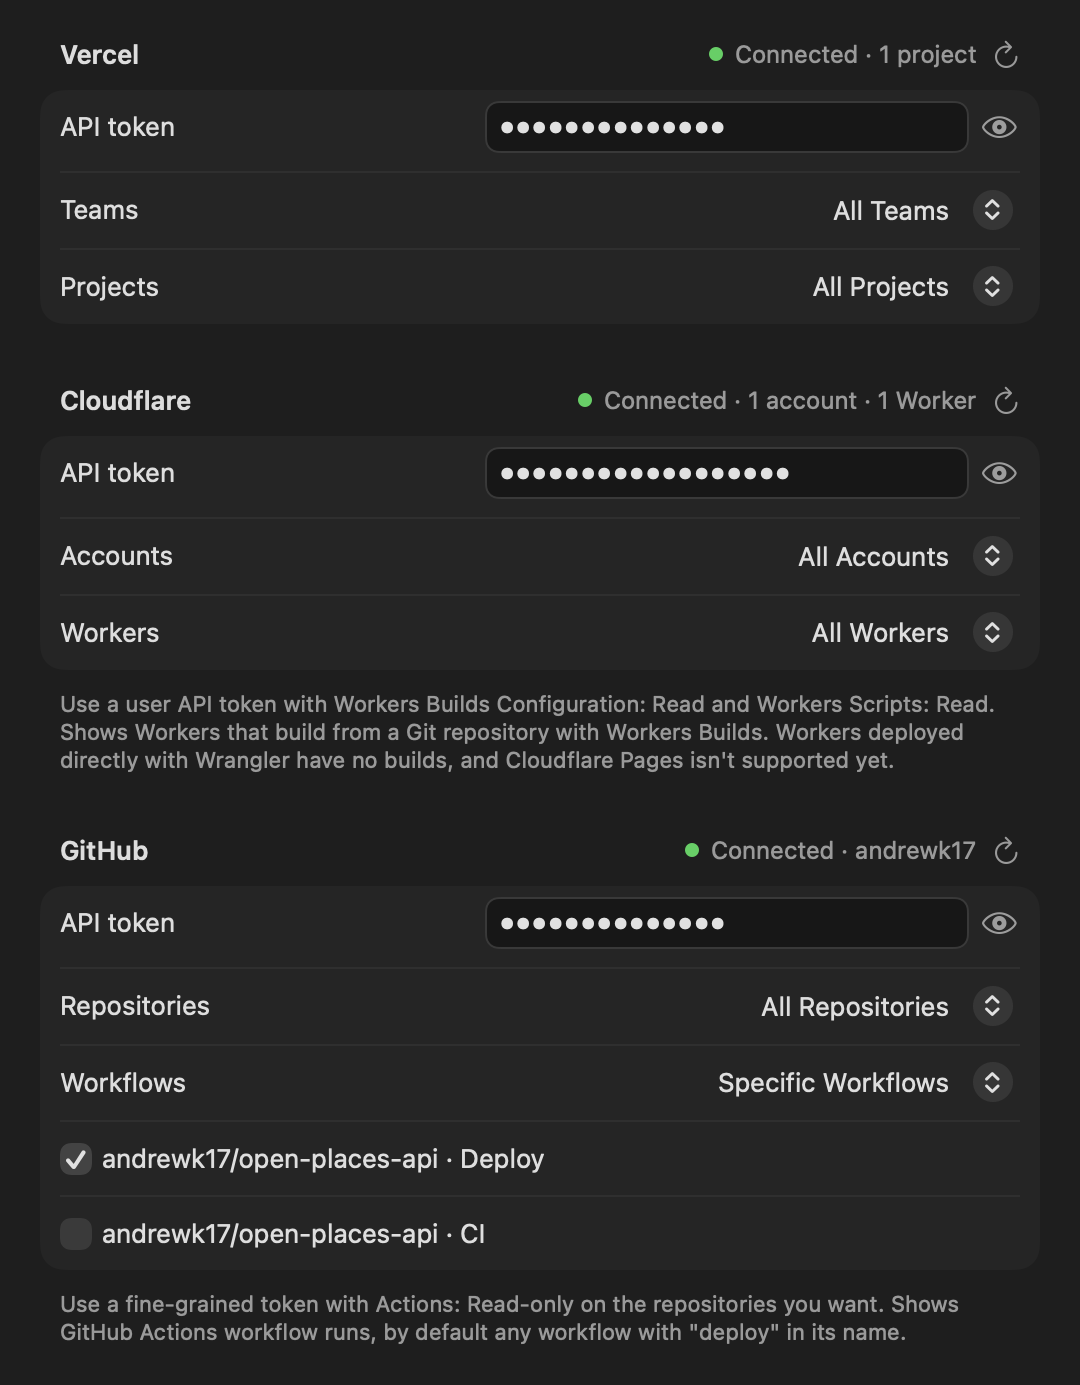 Vercel
Connected · 1 project
API token
●●●●●●●●●●●●●●
Teams
All Teams
Projects
All Projects
Cloudflare
Connected · 1 account · 1 Worker
API token
●●●●●●●●●●●●●●●●●●
Accounts
All Accounts
Workers
All Workers
Use a user API token with Workers Builds Configuration: Read and Workers Scripts: Read.
Shows Workers that build from a Git repository with Workers Builds. Workers deployed
directly with Wrangler have no builds, and Cloudflare Pages isn't supported yet.
GitHub
Connected · andrewk17
API token
●●●●●●●●●●●●●●
Repositories
All Repositories
Workflows
Specific Workflows
andrewk17/open-places-api · Deploy
andrewk17/open-places-api · CI
Use a fine-grained token with Actions: Read-only on the repositories you want. Shows
GitHub Actions workflow runs, by default any workflow with "deploy" in its name.